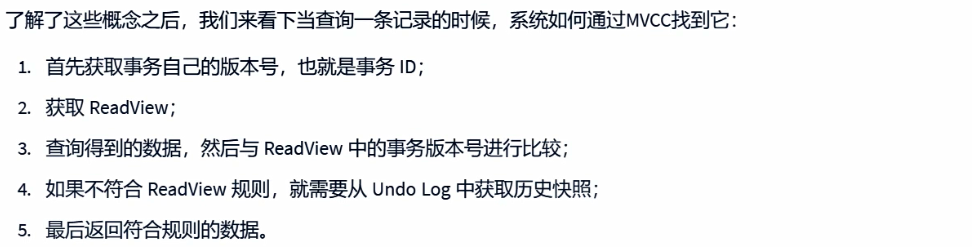 了解了这些概念之后，我们来看下当查询一条记录的时候，系统如何通过MVCC找到它：
1. 首先获取事务自己的版本号，也就是事务 ID；
2. 获取 ReadView；
3. 查询得到的数据，然后与 ReadView 中的事务版本号进行比较；
4. 如果不符合 ReadView 规则，就需要从 Undo Log 中获取历史快照；
5. 最后返回符合规则的数据。